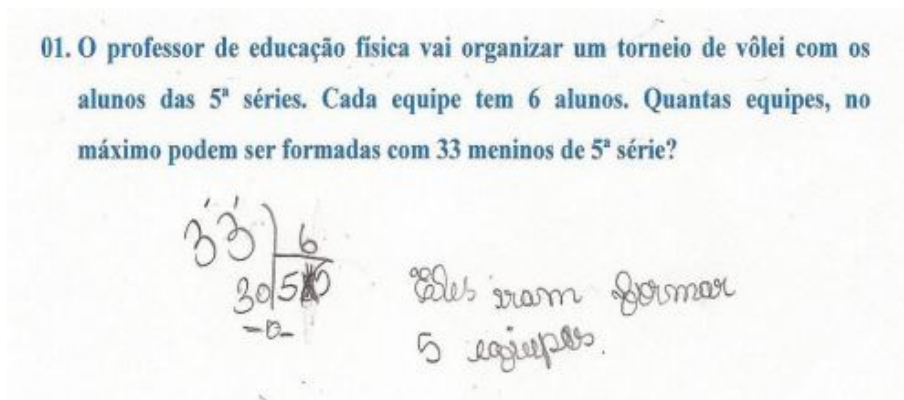 01. O professor de educação física vai organizar um torneio de vôlei com os
alunos das 5ª séries. Cada equipe tem 6 alunos. Quantas equipes, no
máximo podem ser formadas com 33 meninos de 5ª série?
33 6
30 5
-0-
Eles iram formar
5 equipes.